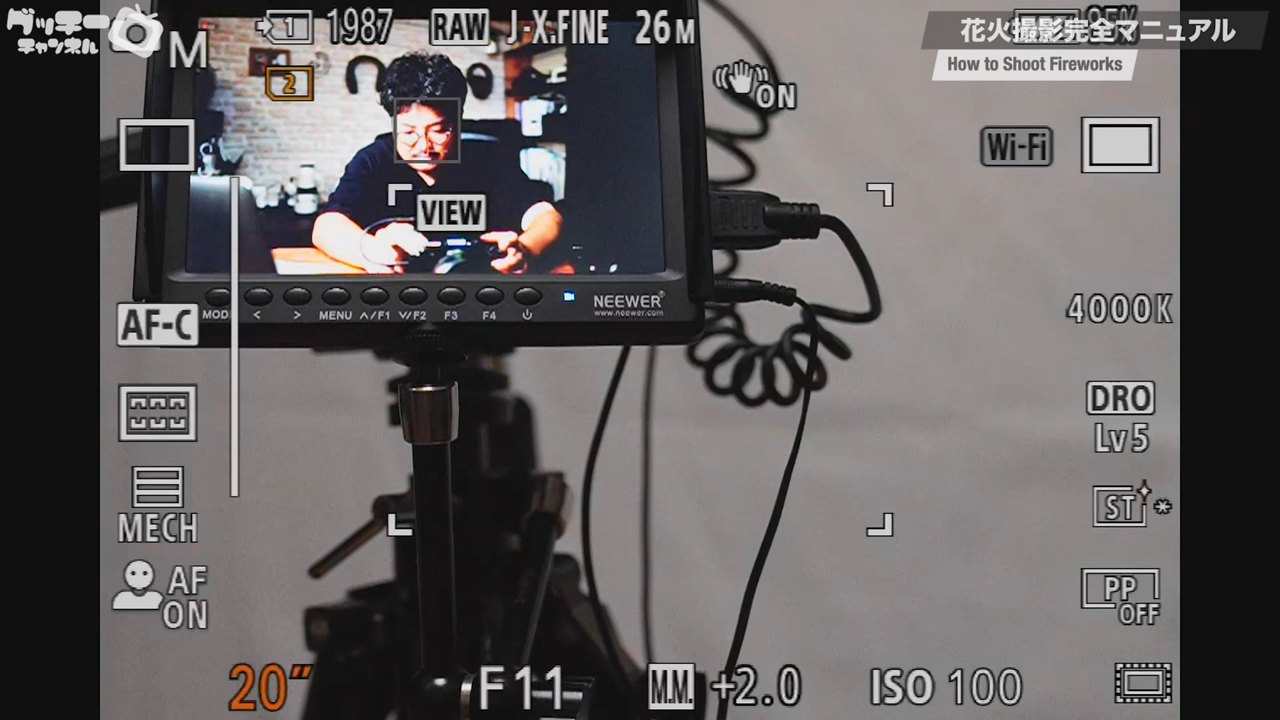 グッチー
チャンネル
M
1
1987
RAW
J-X.FINE
26M
花火撮影完全マニュアル
How to Shoot Fireworks
2
ON
Wi-Fi
VIEW
NEEWER®
www.neewer.com
MENU
∧/F1
∨/F2
F3
F4
4000K
AF-C
DRO
Lv5
MECH
ST
AF
ON
PP
OFF
20"
F11
M.M.
+2.0
ISO 100